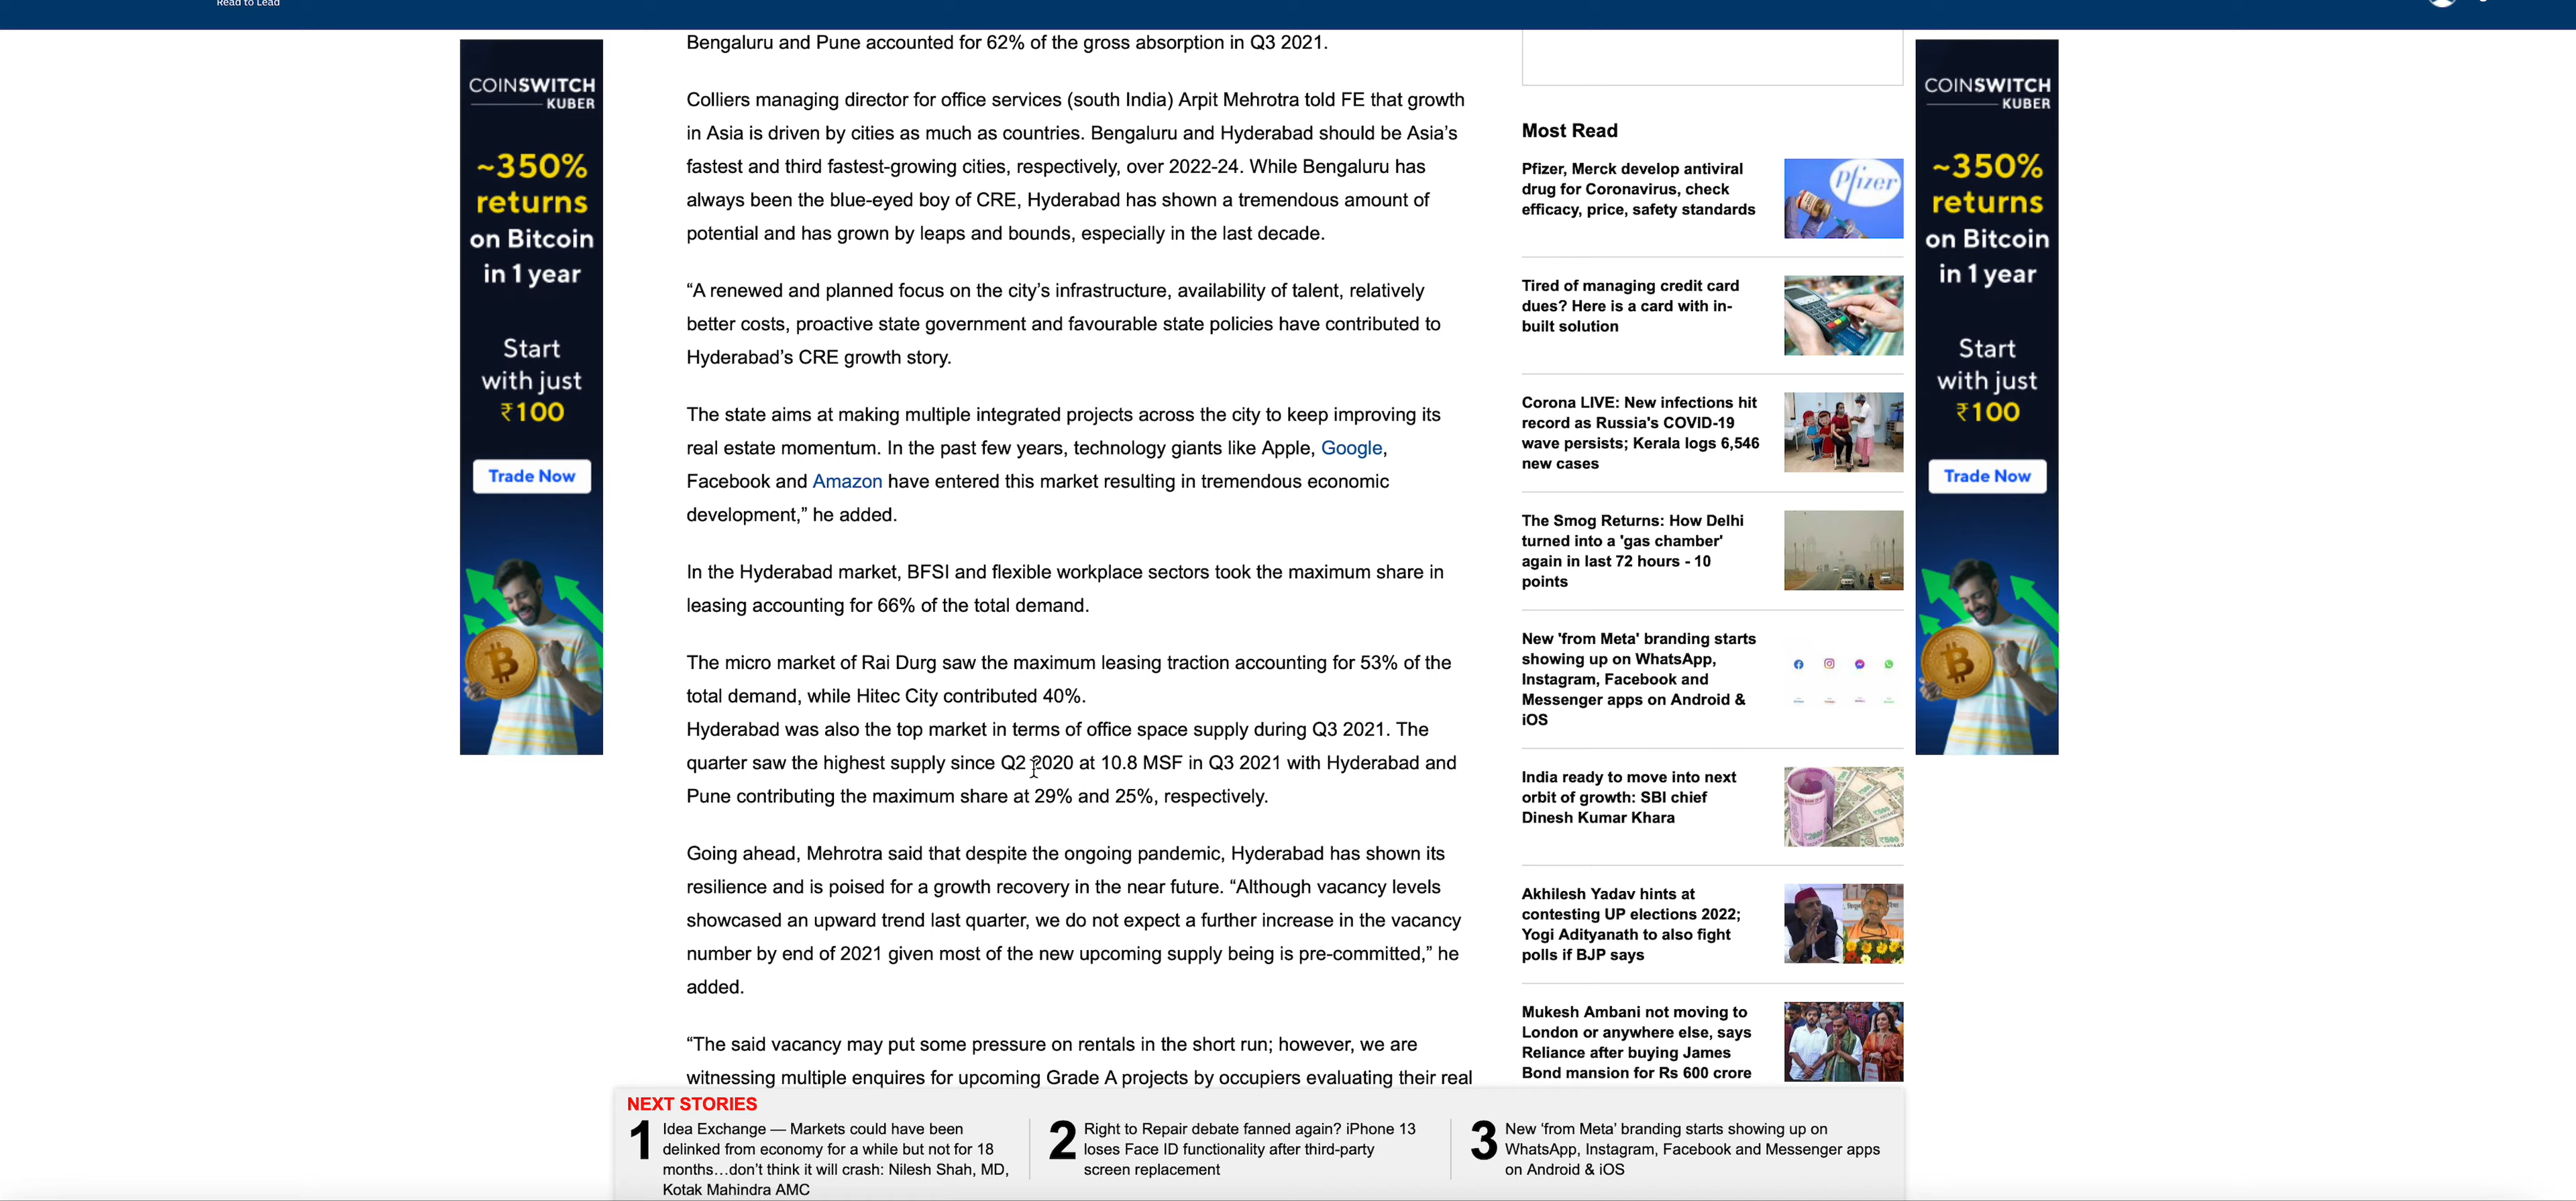 Read to Lead
COINSWITCH
KUBER
~350%
returns
on Bitcoin
in 1 year
Start
with just
₹100
Trade Now
Bengaluru and Pune accounted for 62% of the gross absorption in Q3 2021.
Colliers managing director for office services (south India) Arpit Mehrotra told FE that growth
in Asia is driven by cities as much as countries. Bengaluru and Hyderabad should be Asia’s
fastest and third fastest-growing cities, respectively, over 2022-24. While Bengaluru has
always been the blue-eyed boy of CRE, Hyderabad has shown a tremendous amount of
potential and has grown by leaps and bounds, especially in the last decade.
“A renewed and planned focus on the city’s infrastructure, availability of talent, relatively
better costs, proactive state government and favourable state policies have contributed to
Hyderabad’s CRE growth story.
The state aims at making multiple integrated projects across the city to keep improving its
real estate momentum. In the past few years, technology giants like Apple, Google,
Facebook and Amazon have entered this market resulting in tremendous economic
development,” he added.
In the Hyderabad market, BFSI and flexible workplace sectors took the maximum share in
leasing accounting for 66% of the total demand.
The micro market of Rai Durg saw the maximum leasing traction accounting for 53% of the
total demand, while Hitec City contributed 40%.
Hyderabad was also the top market in terms of office space supply during Q3 2021. The
quarter saw the highest supply since Q2 2020 at 10.8 MSF in Q3 2021 with Hyderabad and
Pune contributing the maximum share at 29% and 25%, respectively.
Going ahead, Mehrotra said that despite the ongoing pandemic, Hyderabad has shown its
resilience and is poised for a growth recovery in the near future. “Although vacancy levels
showcased an upward trend last quarter, we do not expect a further increase in the vacancy
number by end of 2021 given most of the new upcoming supply being is pre-committed,” he
added.
“The said vacancy may put some pressure on rentals in the short run; however, we are
witnessing multiple enquires for upcoming Grade A projects by occupiers evaluating their real
Most Read
Pfizer, Merck develop antiviral
drug for Coronavirus, check
efficacy, price, safety standards
Pfizer
Tired of managing credit card
dues? Here is a card with in-
built solution
Corona LIVE: New infections hit
record as Russia's COVID-19
wave persists; Kerala logs 6,546
new cases
The Smog Returns: How Delhi
turned into a 'gas chamber'
again in last 72 hours - 10
points
New 'from Meta' branding starts
showing up on WhatsApp,
Instagram, Facebook and
Messenger apps on Android &
iOS
India ready to move into next
orbit of growth: SBI chief
Dinesh Kumar Khara
Akhilesh Yadav hints at
contesting UP elections 2022;
Yogi Adityanath to also fight
polls if BJP says
Mukesh Ambani not moving to
London or anywhere else, says
Reliance after buying James
Bond mansion for Rs 600 crore
COINSWITCH
KUBER
~350%
returns
on Bitcoin
in 1 year
Start
with just
₹100
Trade Now
NEXT STORIES
1
Idea Exchange — Markets could have been
delinked from economy for a while but not for 18
months…don’t think it will crash: Nilesh Shah, MD,
Kotak Mahindra AMC
2
Right to Repair debate fanned again? iPhone 13
loses Face ID functionality after third-party
screen replacement
3
New ‘from Meta’ branding starts showing up on
WhatsApp, Instagram, Facebook and Messenger apps
on Android & iOS